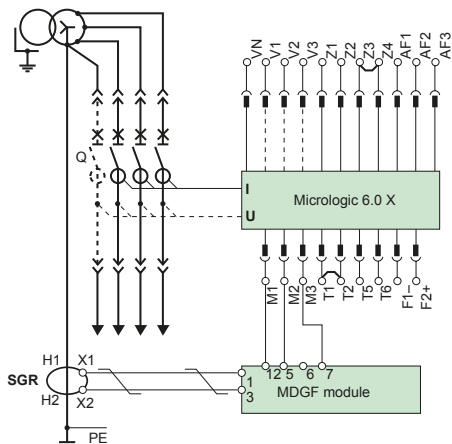 VN V1 V2 V3 Z1 Z2 Z3 Z4 AF1 AF2 AF3
Q
I
Micrologic 6.0 X
U
M1 M2 M3 T1 T2 T5 T6 F1– F2+
H1 X1
SGR
H2 X2
1 12 5 6 7
3 MDGF module
PE